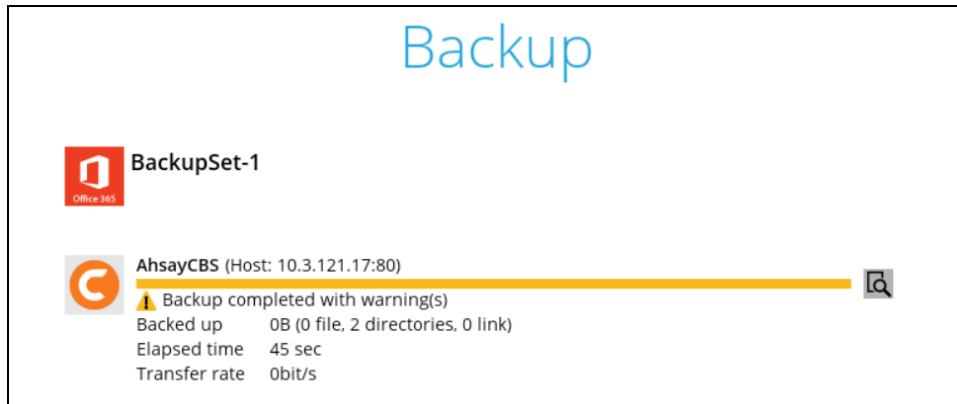 Backup
BackupSet-1
Office 365
AhsayCBS (Host: 10.3.121.17:80)
Backup completed with warning(s)
Backed up 0B (0 file, 2 directories, 0 link)
Elapsed time 45 sec
Transfer rate 0bit/s